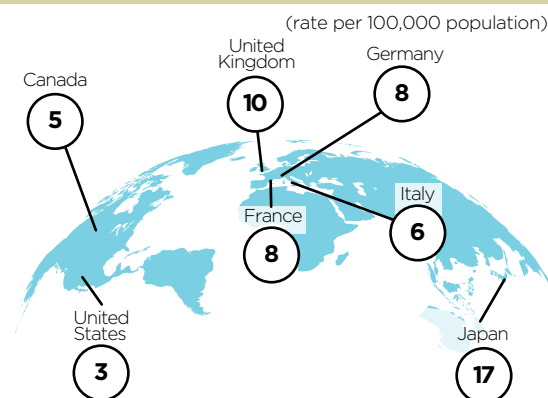 (rate per 100,000 population)
United
Kingdom
10
Germany
8
Canada
5
Italy
6
France
8
United
States
3
Japan
17